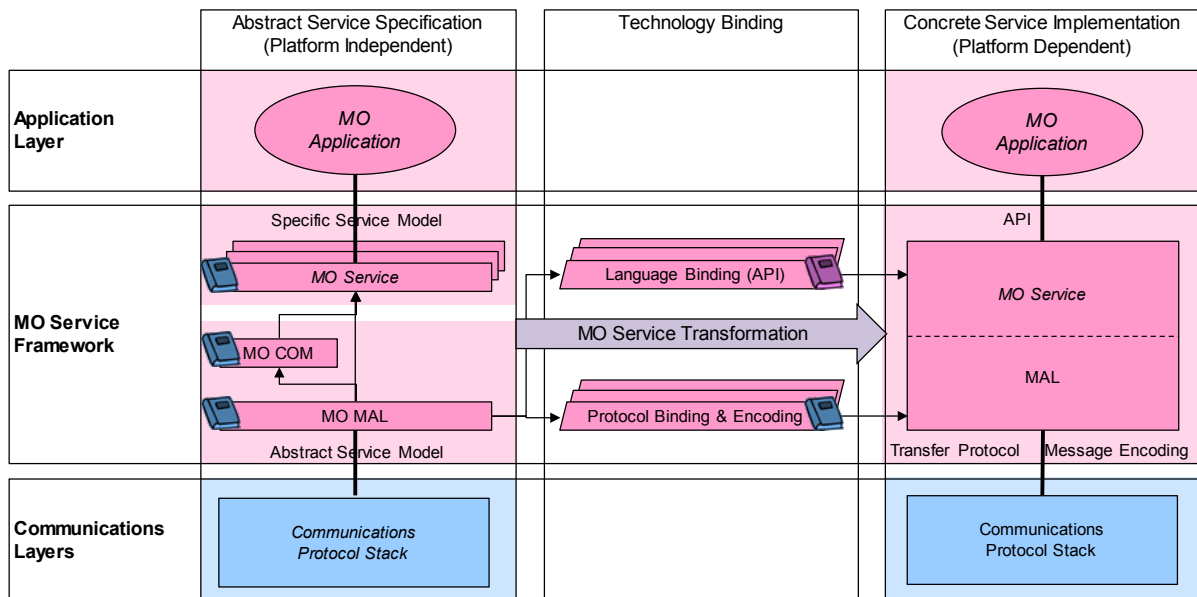 Abstract Service Specification
(Platform Independent)
Technology Binding
Concrete Service Implementation
(Platform Dependent)
Application
Layer
MO
Application
MO
Application
MO Service
Framework
Specific Service Model
MO Service
MO COM
MO MAL
Abstract Service Model
Language Binding (API)
MO Service Transformation
Protocol Binding & Encoding
API
MO Service
MAL
Transfer Protocol
Message Encoding
Communications
Layers
Communications
Protocol Stack
Communications
Protocol Stack